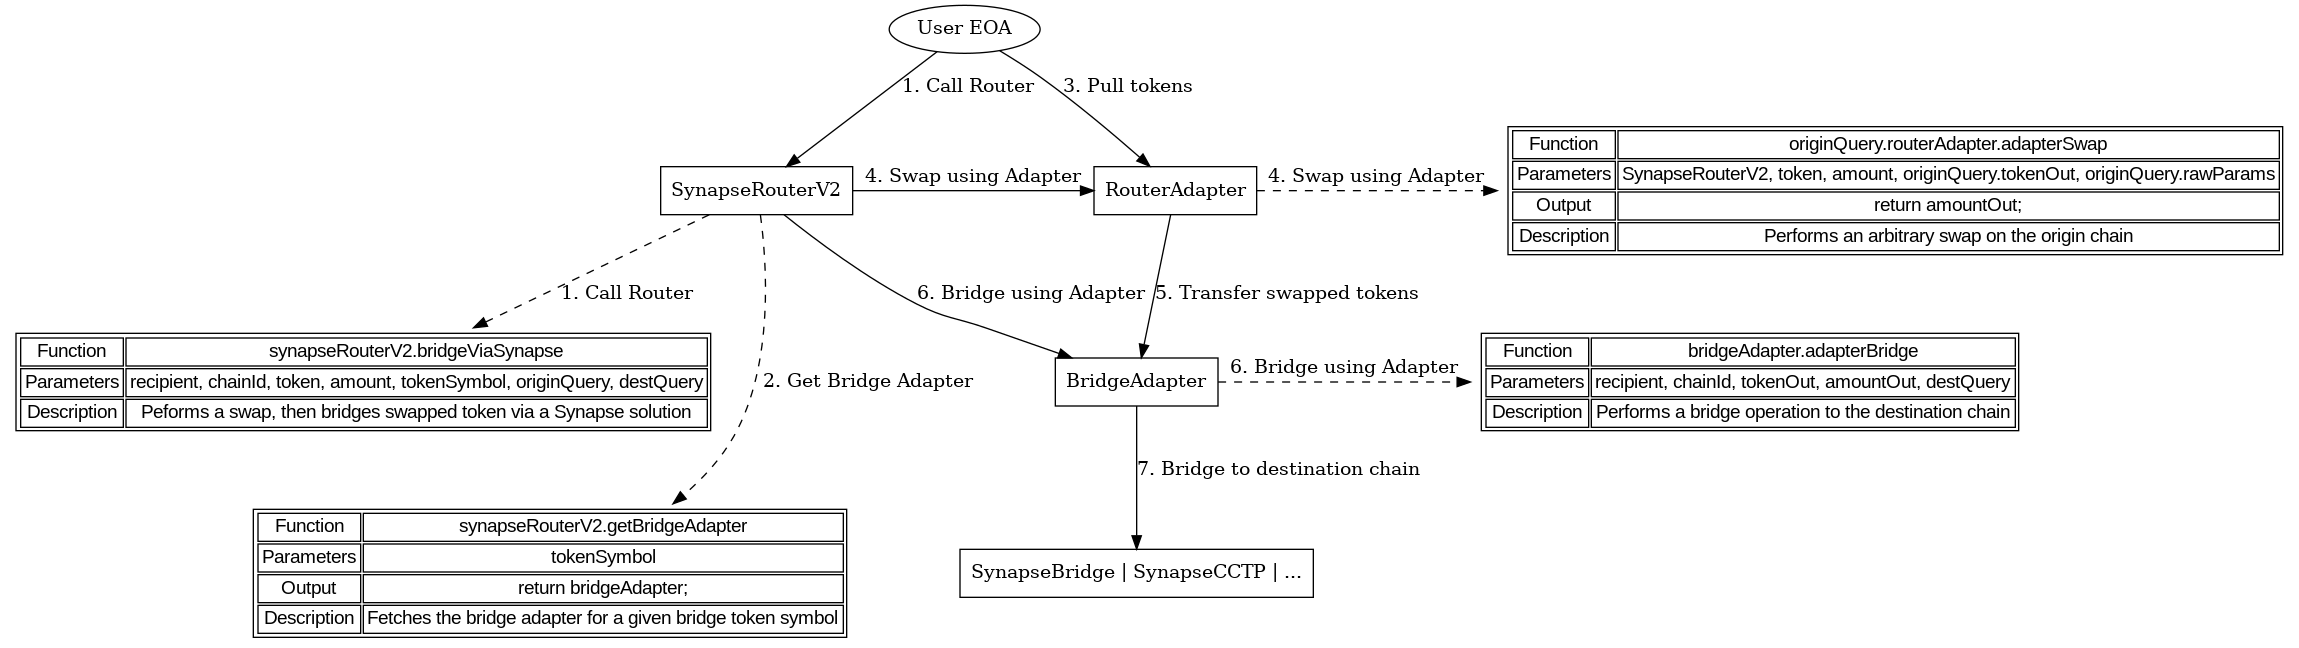 User EOA
1. Call Router
3. Pull tokens
SynapseRouterV2
4. Swap using Adapter
RouterAdapter
4. Swap using Adapter
Function originQuery.routerAdapter.adapterSwap
Parameters SynapseRouterV2, token, amount, originQuery.tokenOut, originQuery.rawParams
Output return amountOut;
Description Performs an arbitrary swap on the origin chain
1. Call Router
6. Bridge using Adapter
5. Transfer swapped tokens
Function synapseRouterV2.bridgeViaSynapse
Parameters recipient, chainId, token, amount, tokenSymbol, originQuery, destQuery
Description Peforms a swap, then bridges swapped token via a Synapse solution
2. Get Bridge Adapter
BridgeAdapter
6. Bridge using Adapter
Function bridgeAdapter.adapterBridge
Parameters recipient, chainId, tokenOut, amountOut, destQuery
Description Performs a bridge operation to the destination chain
7. Bridge to destination chain
Function synapseRouterV2.getBridgeAdapter
Parameters tokenSymbol
Output return bridgeAdapter;
Description Fetches the bridge adapter for a given bridge token symbol
SynapseBridge | SynapseCCTP | ...